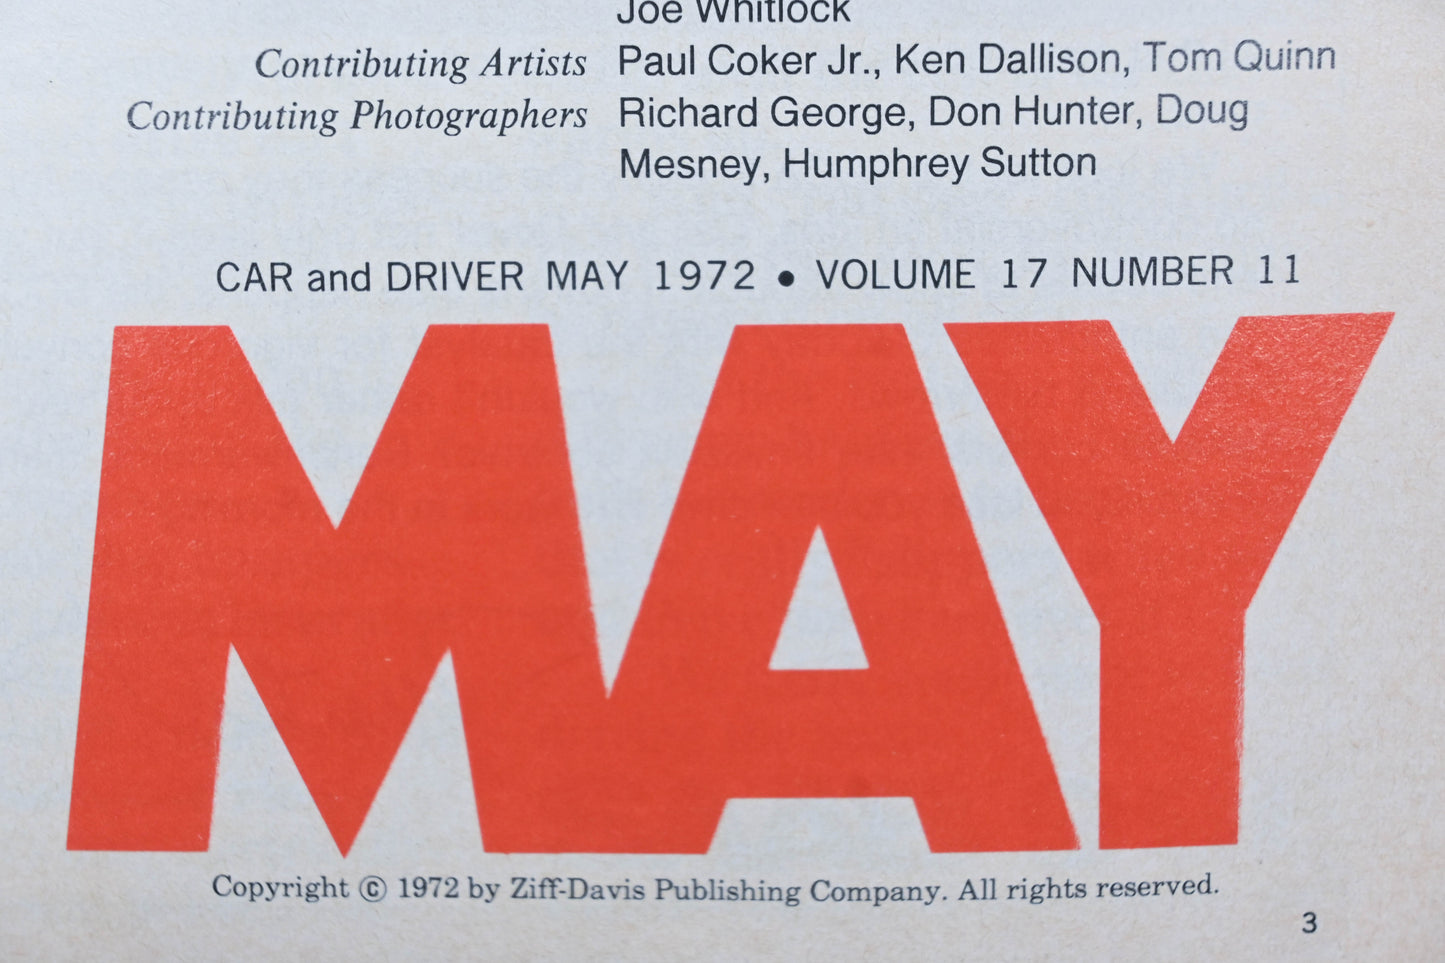 Joe Whitlock
Contributing Artists Paul Coker Jr., Ken Dallison, Tom Quinn
Contributing Photographers Richard George, Don Hunter, Doug
Mesney, Humphrey Sutton
CAR and DRIVER MAY 1972 • VOLUME 17 NUMBER 11
MAY
Copyright © 1972 by Ziff-Davis Publishing Company. All rights reserved.
3